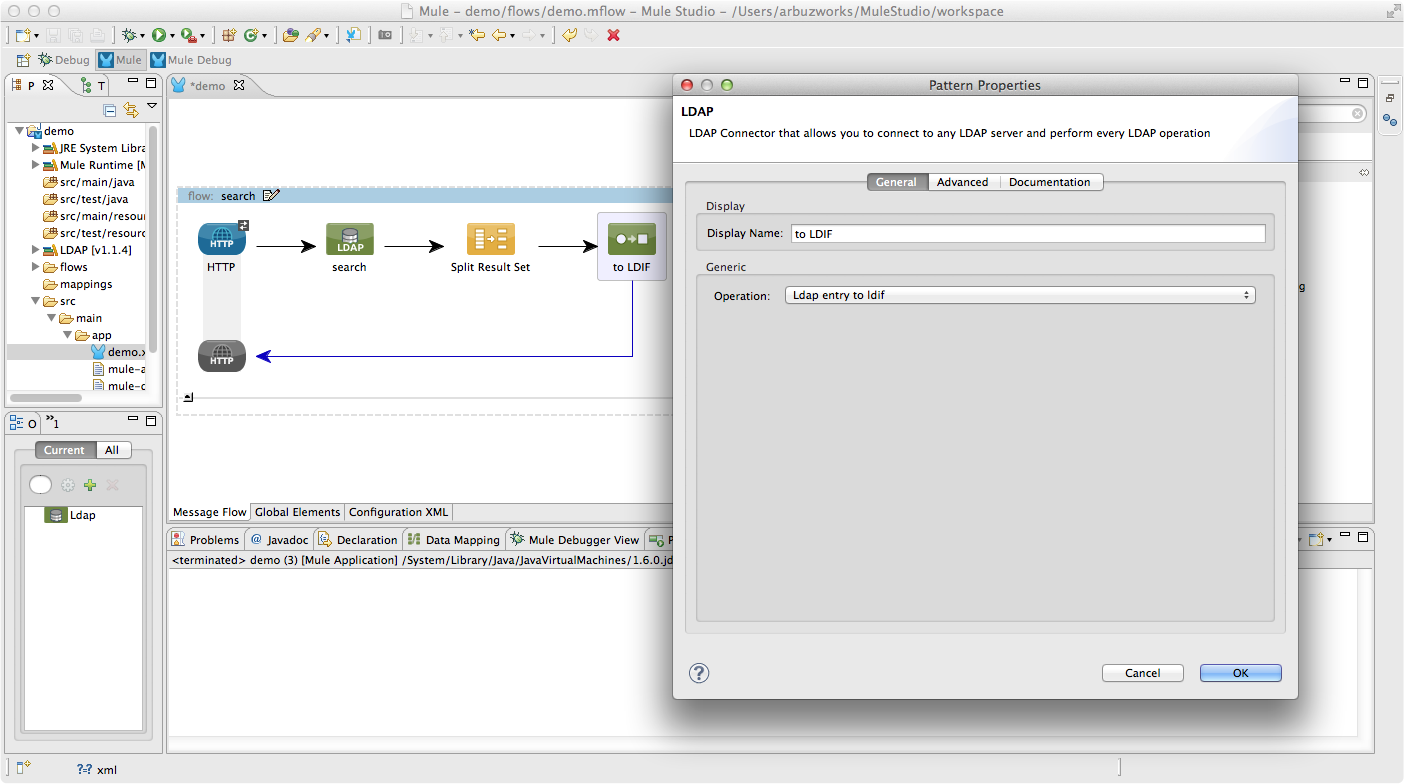 Mule – demo/flows/demo.mflow – Mule Studio – /Users/arbuzworks/MuleStudio/workspace
Debug Mule Mule Debug
P T
*demo
demo
JRE System Libra
Mule Runtime [M
src/main/java
src/test/java
src/main/resour
src/test/resourc
LDAP [v1.1.4]
flows
mappings
src
main
app
demo.x
mule-a
mule-d
flow: search
HTTP
LDAP
HTTP
search
Split Result Set
to LDIF
HTTP
Message Flow Global Elements Configuration XML
O »1
Current All
Ldap
Problems @ Javadoc Declaration Data Mapping Mule Debugger View P
<terminated> demo (3) [Mule Application] /System/Library/Java/JavaVirtualMachines/1.6.0.jd
Pattern Properties
LDAP
LDAP Connector that allows you to connect to any LDAP server and perform every LDAP operation
General Advanced Documentation
Display
Display Name: to LDIF
Generic
Operation: Ldap entry to ldif
g
? Cancel OK
?-? xml